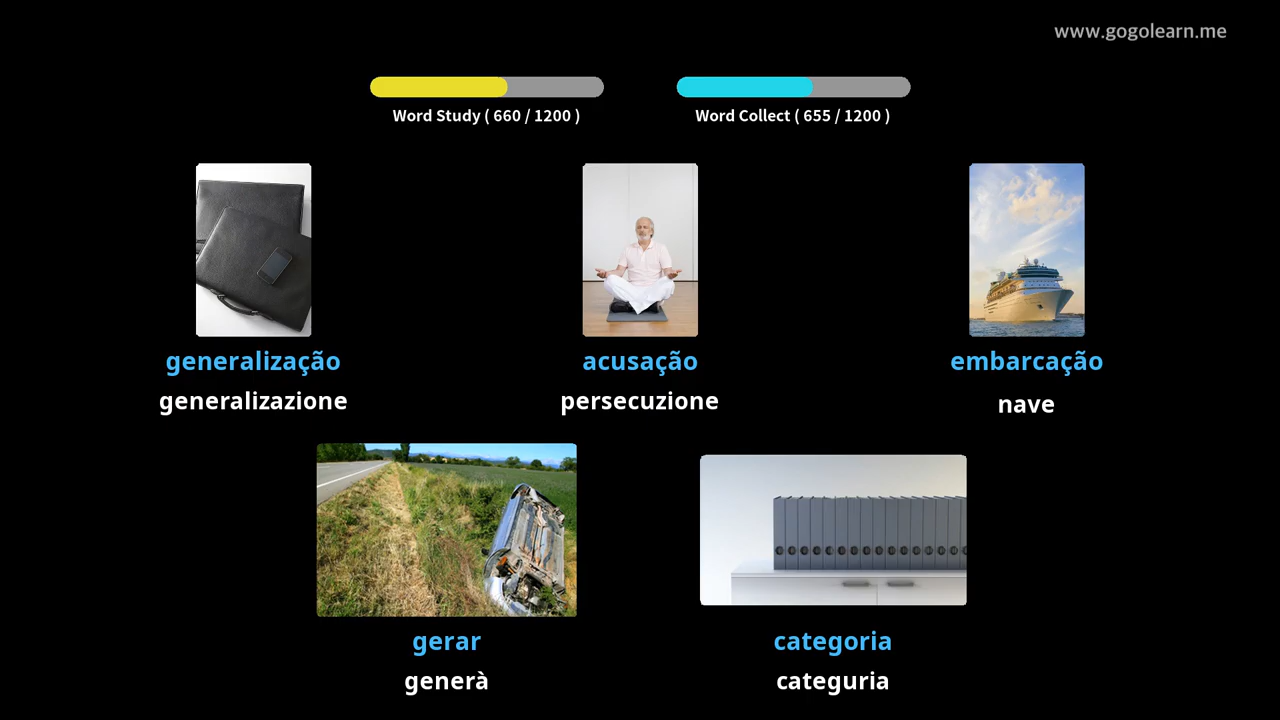 www.gogolearn.me
Word Study ( 660 / 1200 )
Word Collect ( 655 / 1200 )
generalização
generalizazione
acusação
persecuzione
embarcação
nave
gerar
generà
categoria
categuria